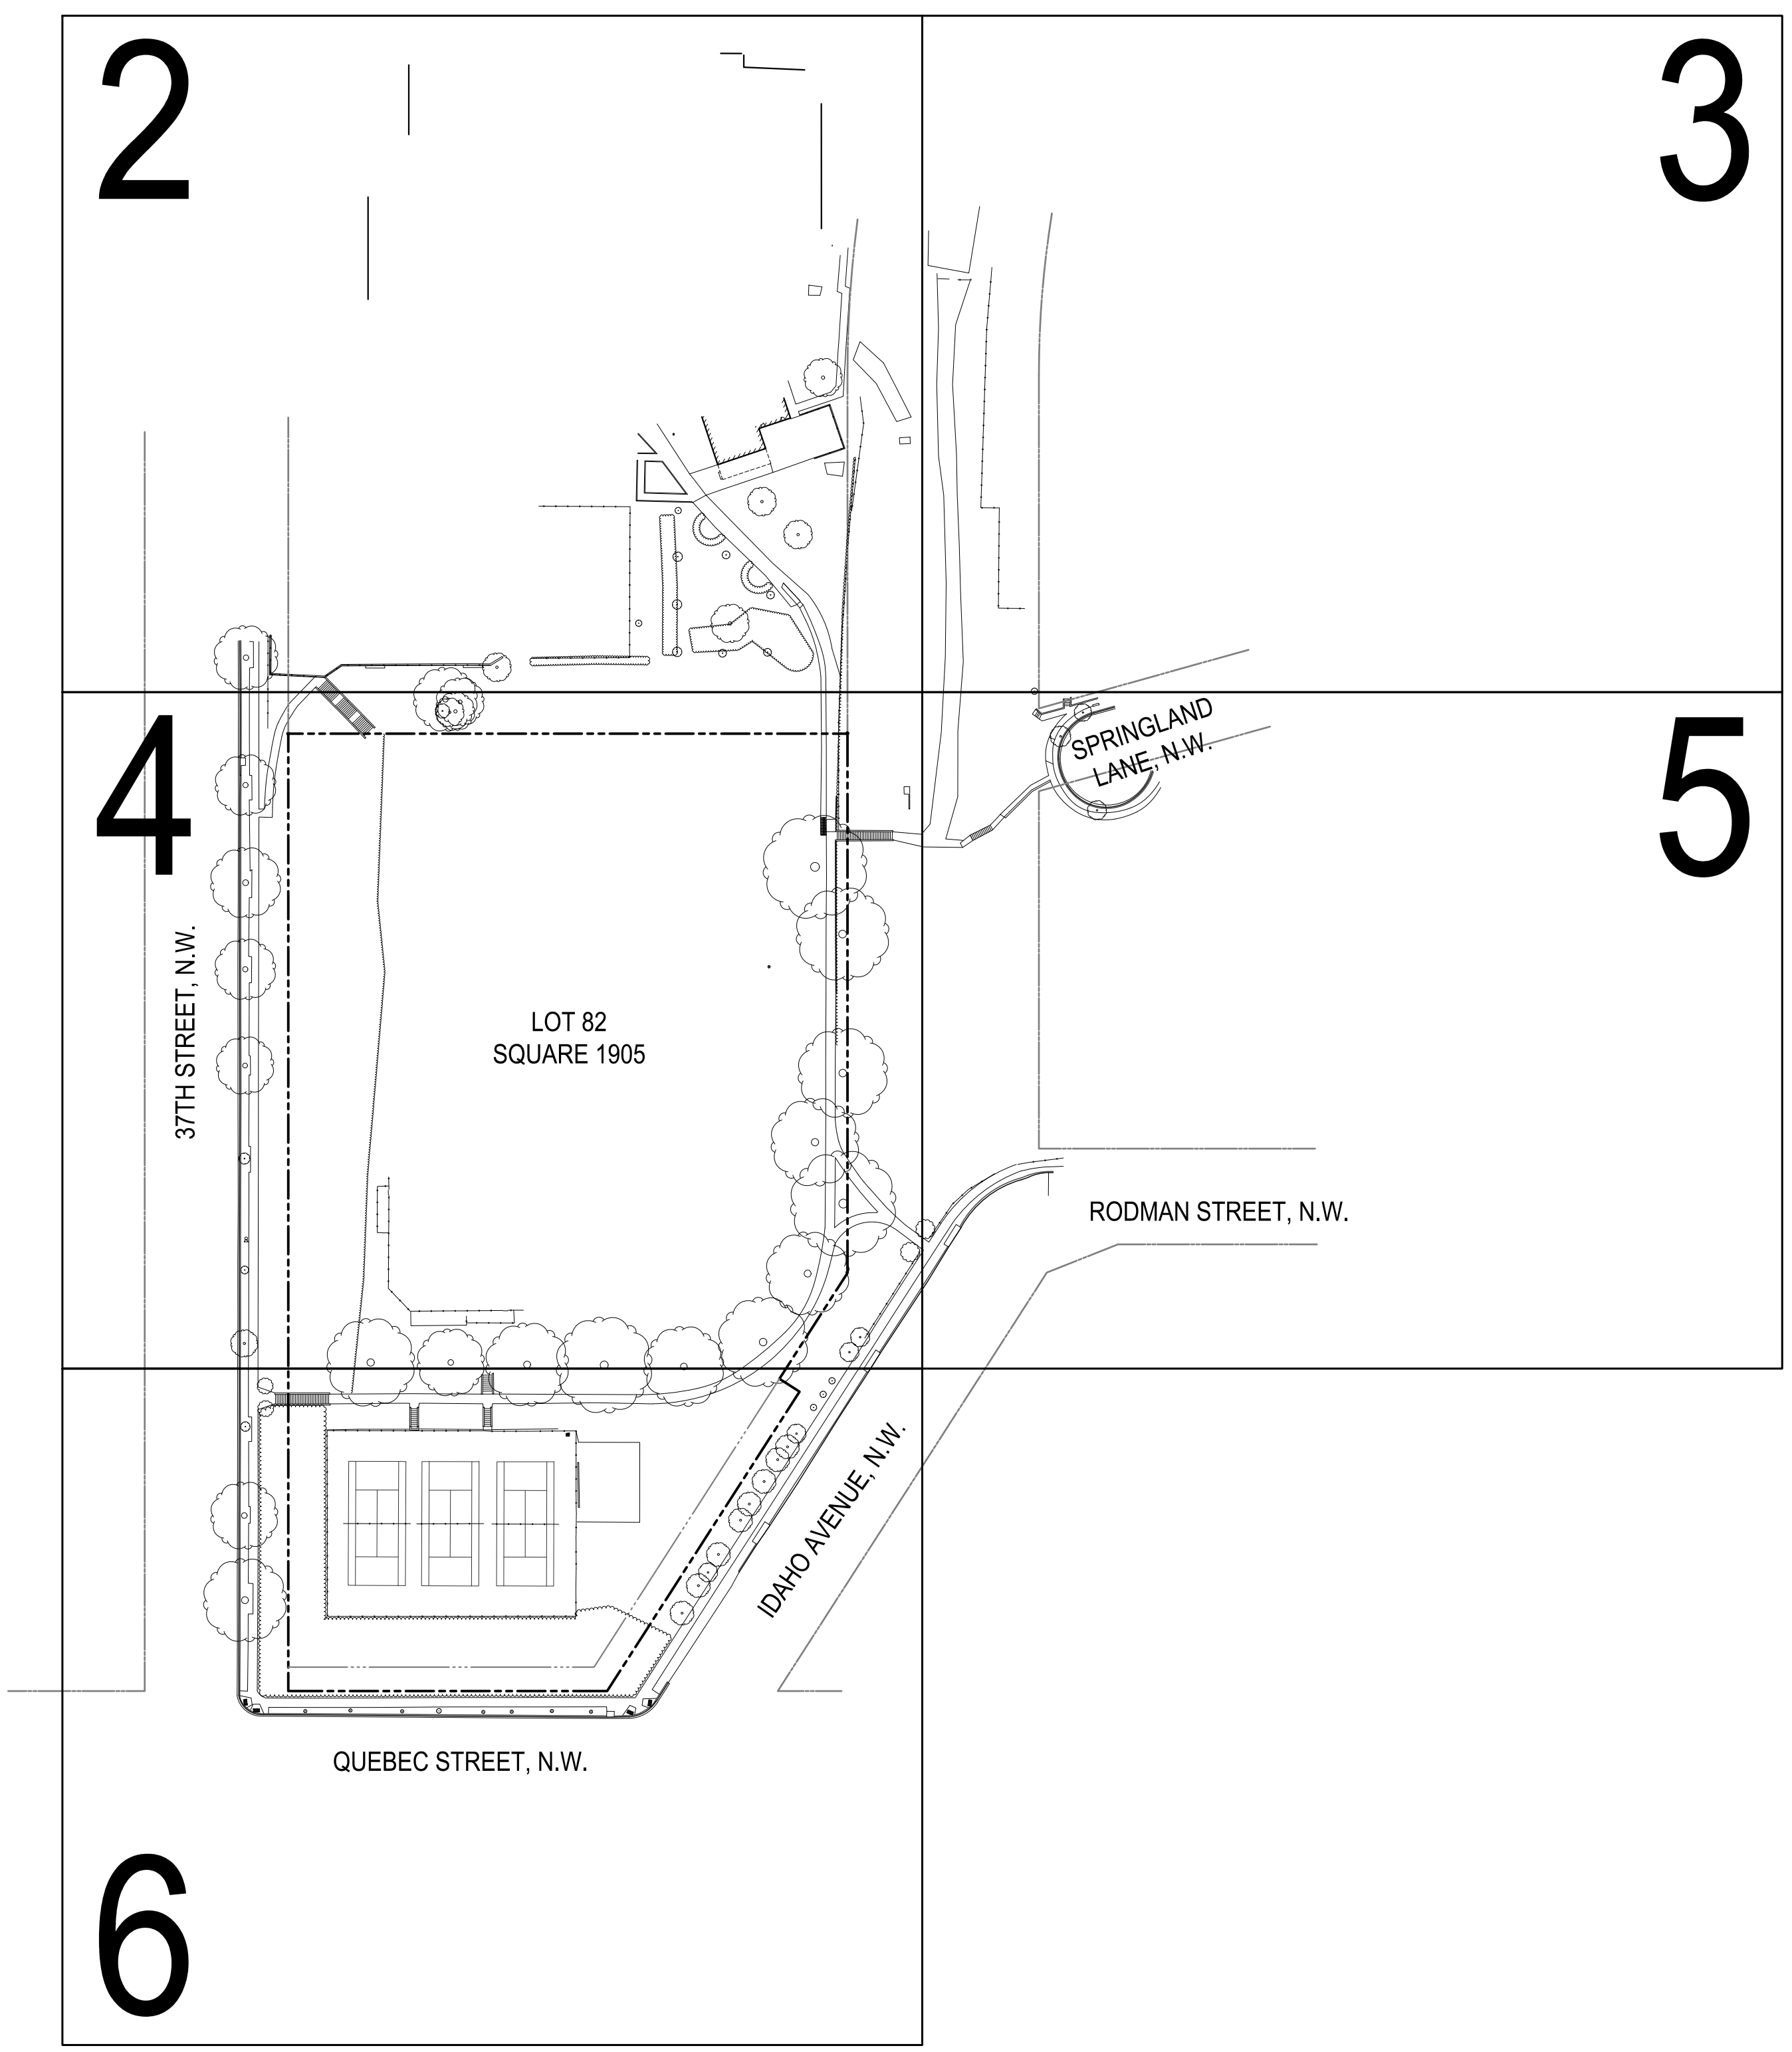 2
3
SPRINGLAND
LANE, N.W.
4
5
37TH STREET, N.W.
LOT 82
SQUARE 1905
RODMAN STREET, N.W.
IDAHO AVENUE, N.W.
QUEBEC STREET, N.W.
6